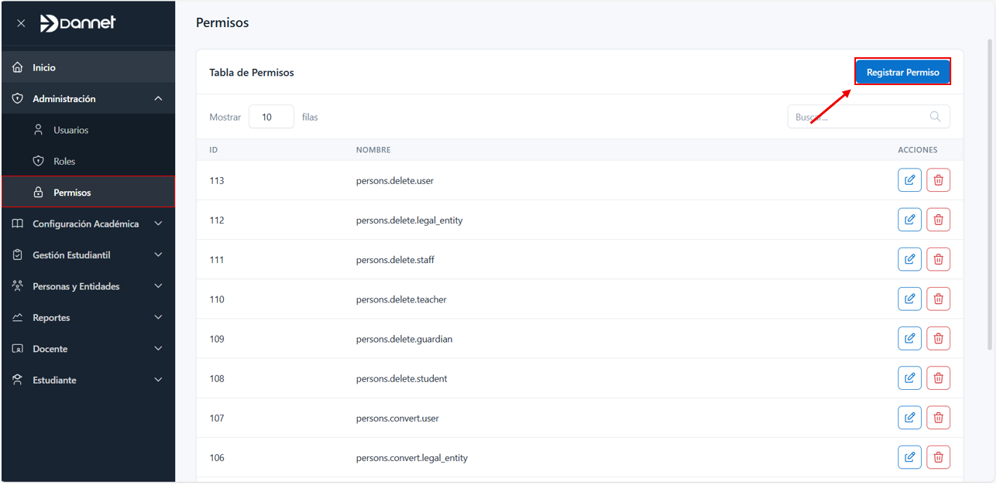 Dannet
Permisos
Inicio
Administración
Usuarios
Roles
Permisos
Configuración Académica
Gestión Estudiantil
Personas y Entidades
Reportes
Docente
Estudiante
Tabla de Permisos
Registrar Permiso
Mostrar 10 filas
Buscar...
ID NOMBRE ACCIONES
113 persons.delete.user
112 persons.delete.legal_entity
111 persons.delete.staff
110 persons.delete.teacher
109 persons.delete.guardian
108 persons.delete.student
107 persons.convert.user
106 persons.convert.legal_entity